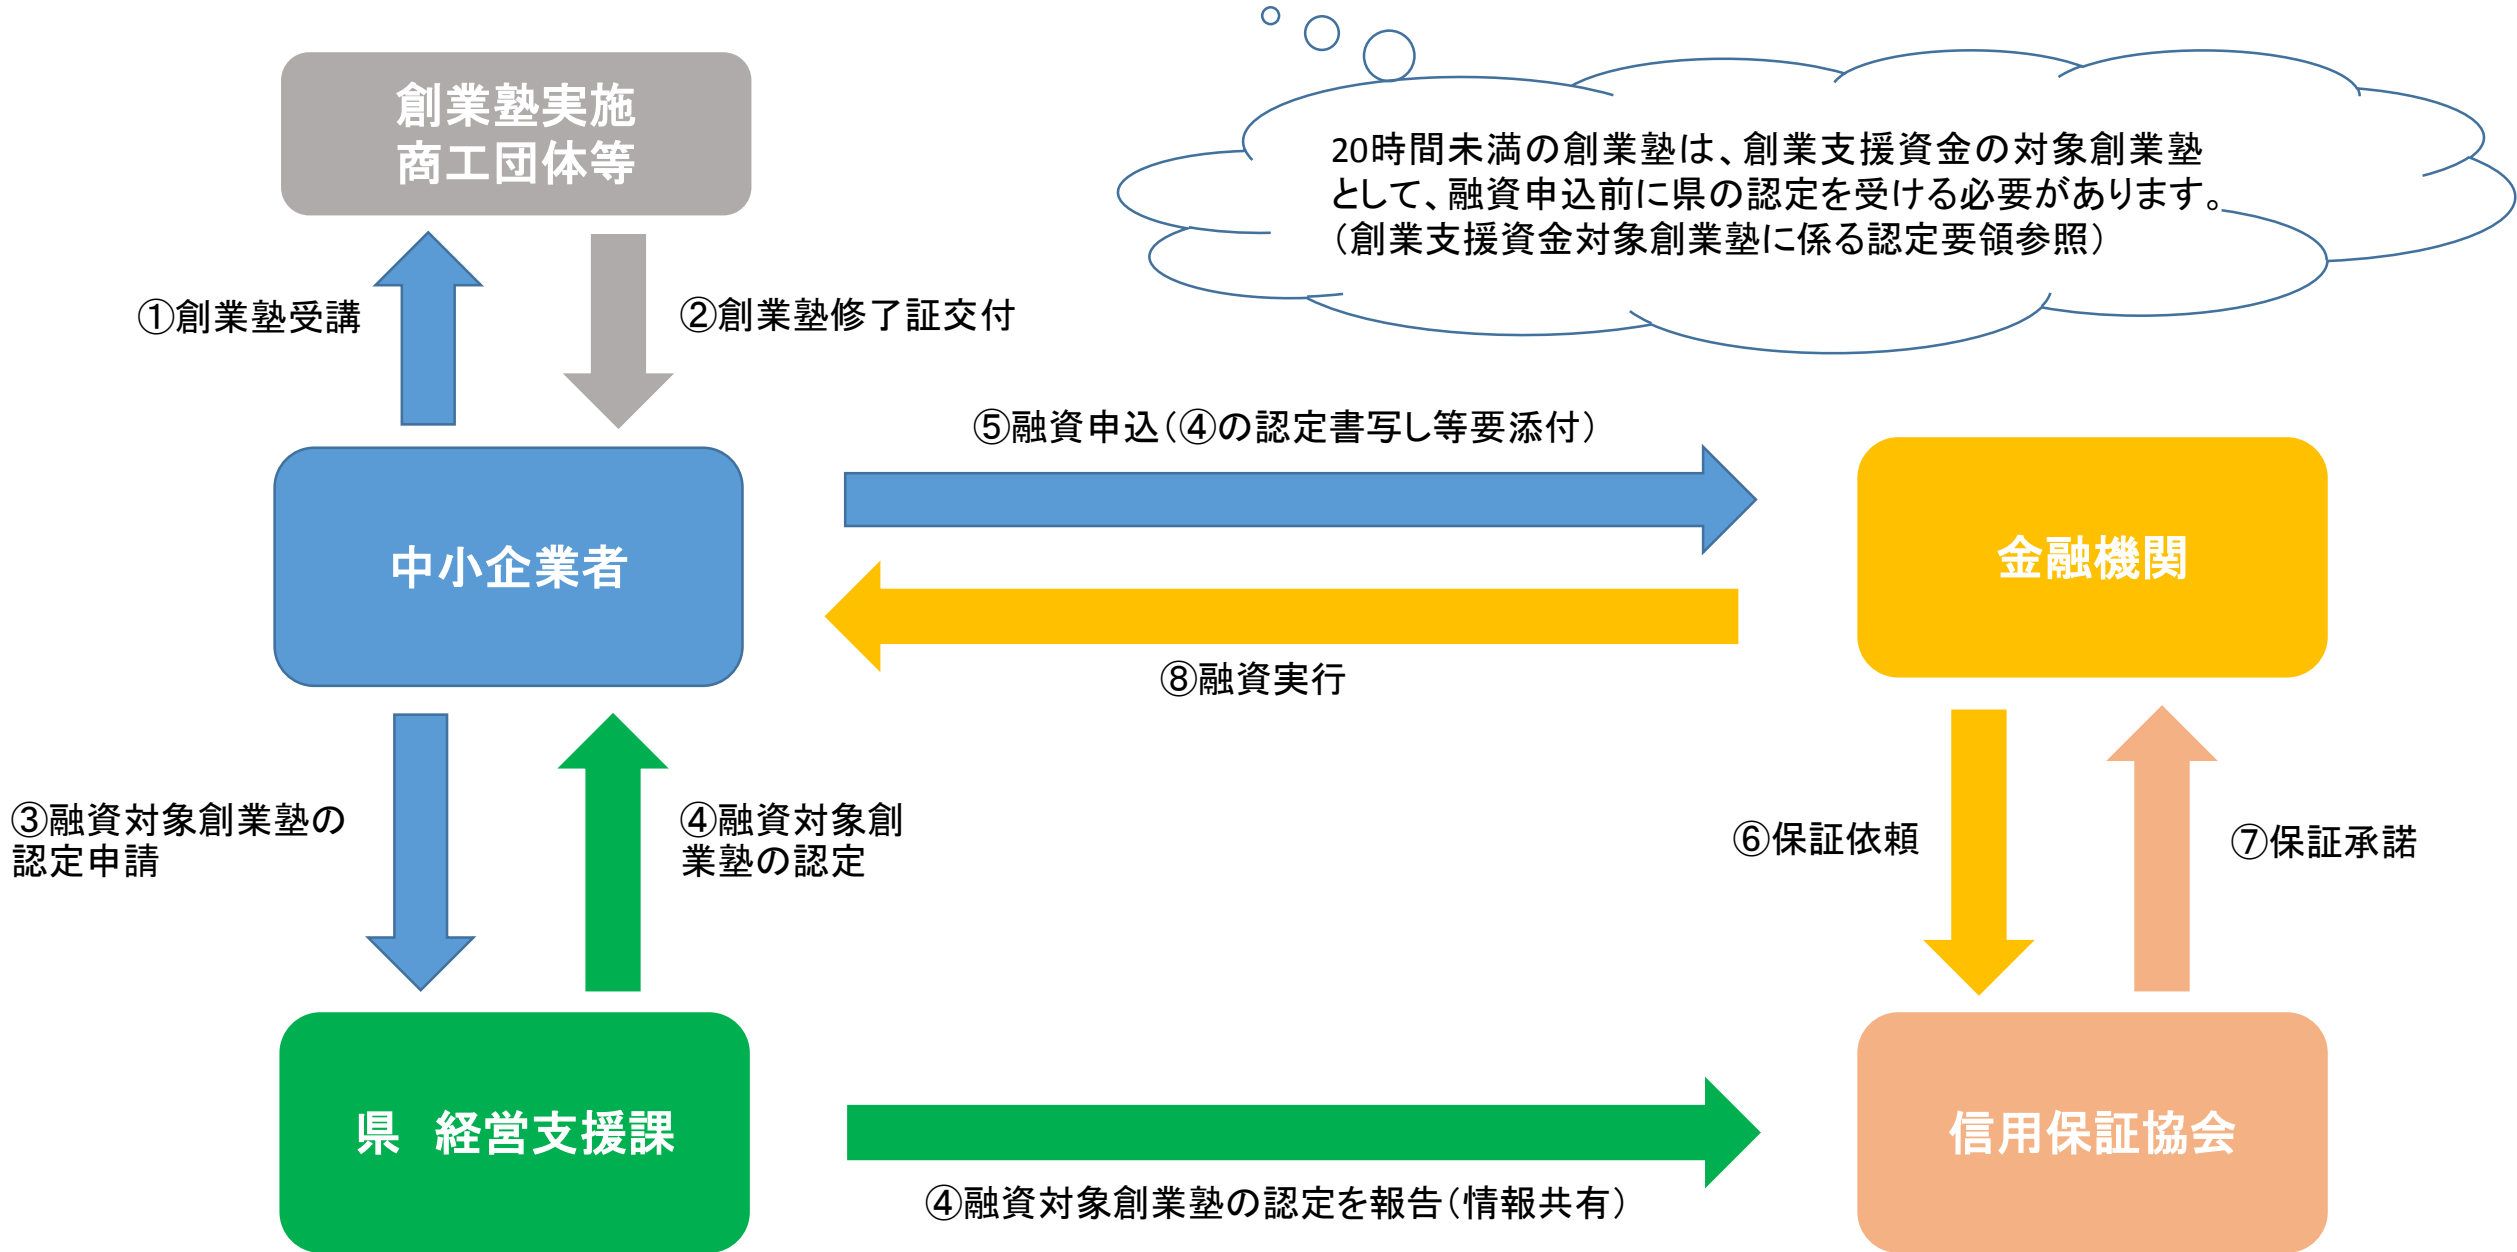 創業塾実施
商工団体等
20時間未満の創業塾は、創業支援資金の対象創業塾
として、融資申込前に県の認定を受ける必要があります。
（創業支援資金対象創業塾に係る認定要領参照）
①創業塾受講
②創業塾修了証交付
⑤融資申込（④の認定書写し等要添付）
中小企業者
金融機関
⑧融資実行
③融資対象創業塾の
認定申請
④融資対象創
業塾の認定
⑥保証依頼
⑦保証承諾
県　経営支援課
信用保証協会
④融資対象創業塾の認定を報告（情報共有）